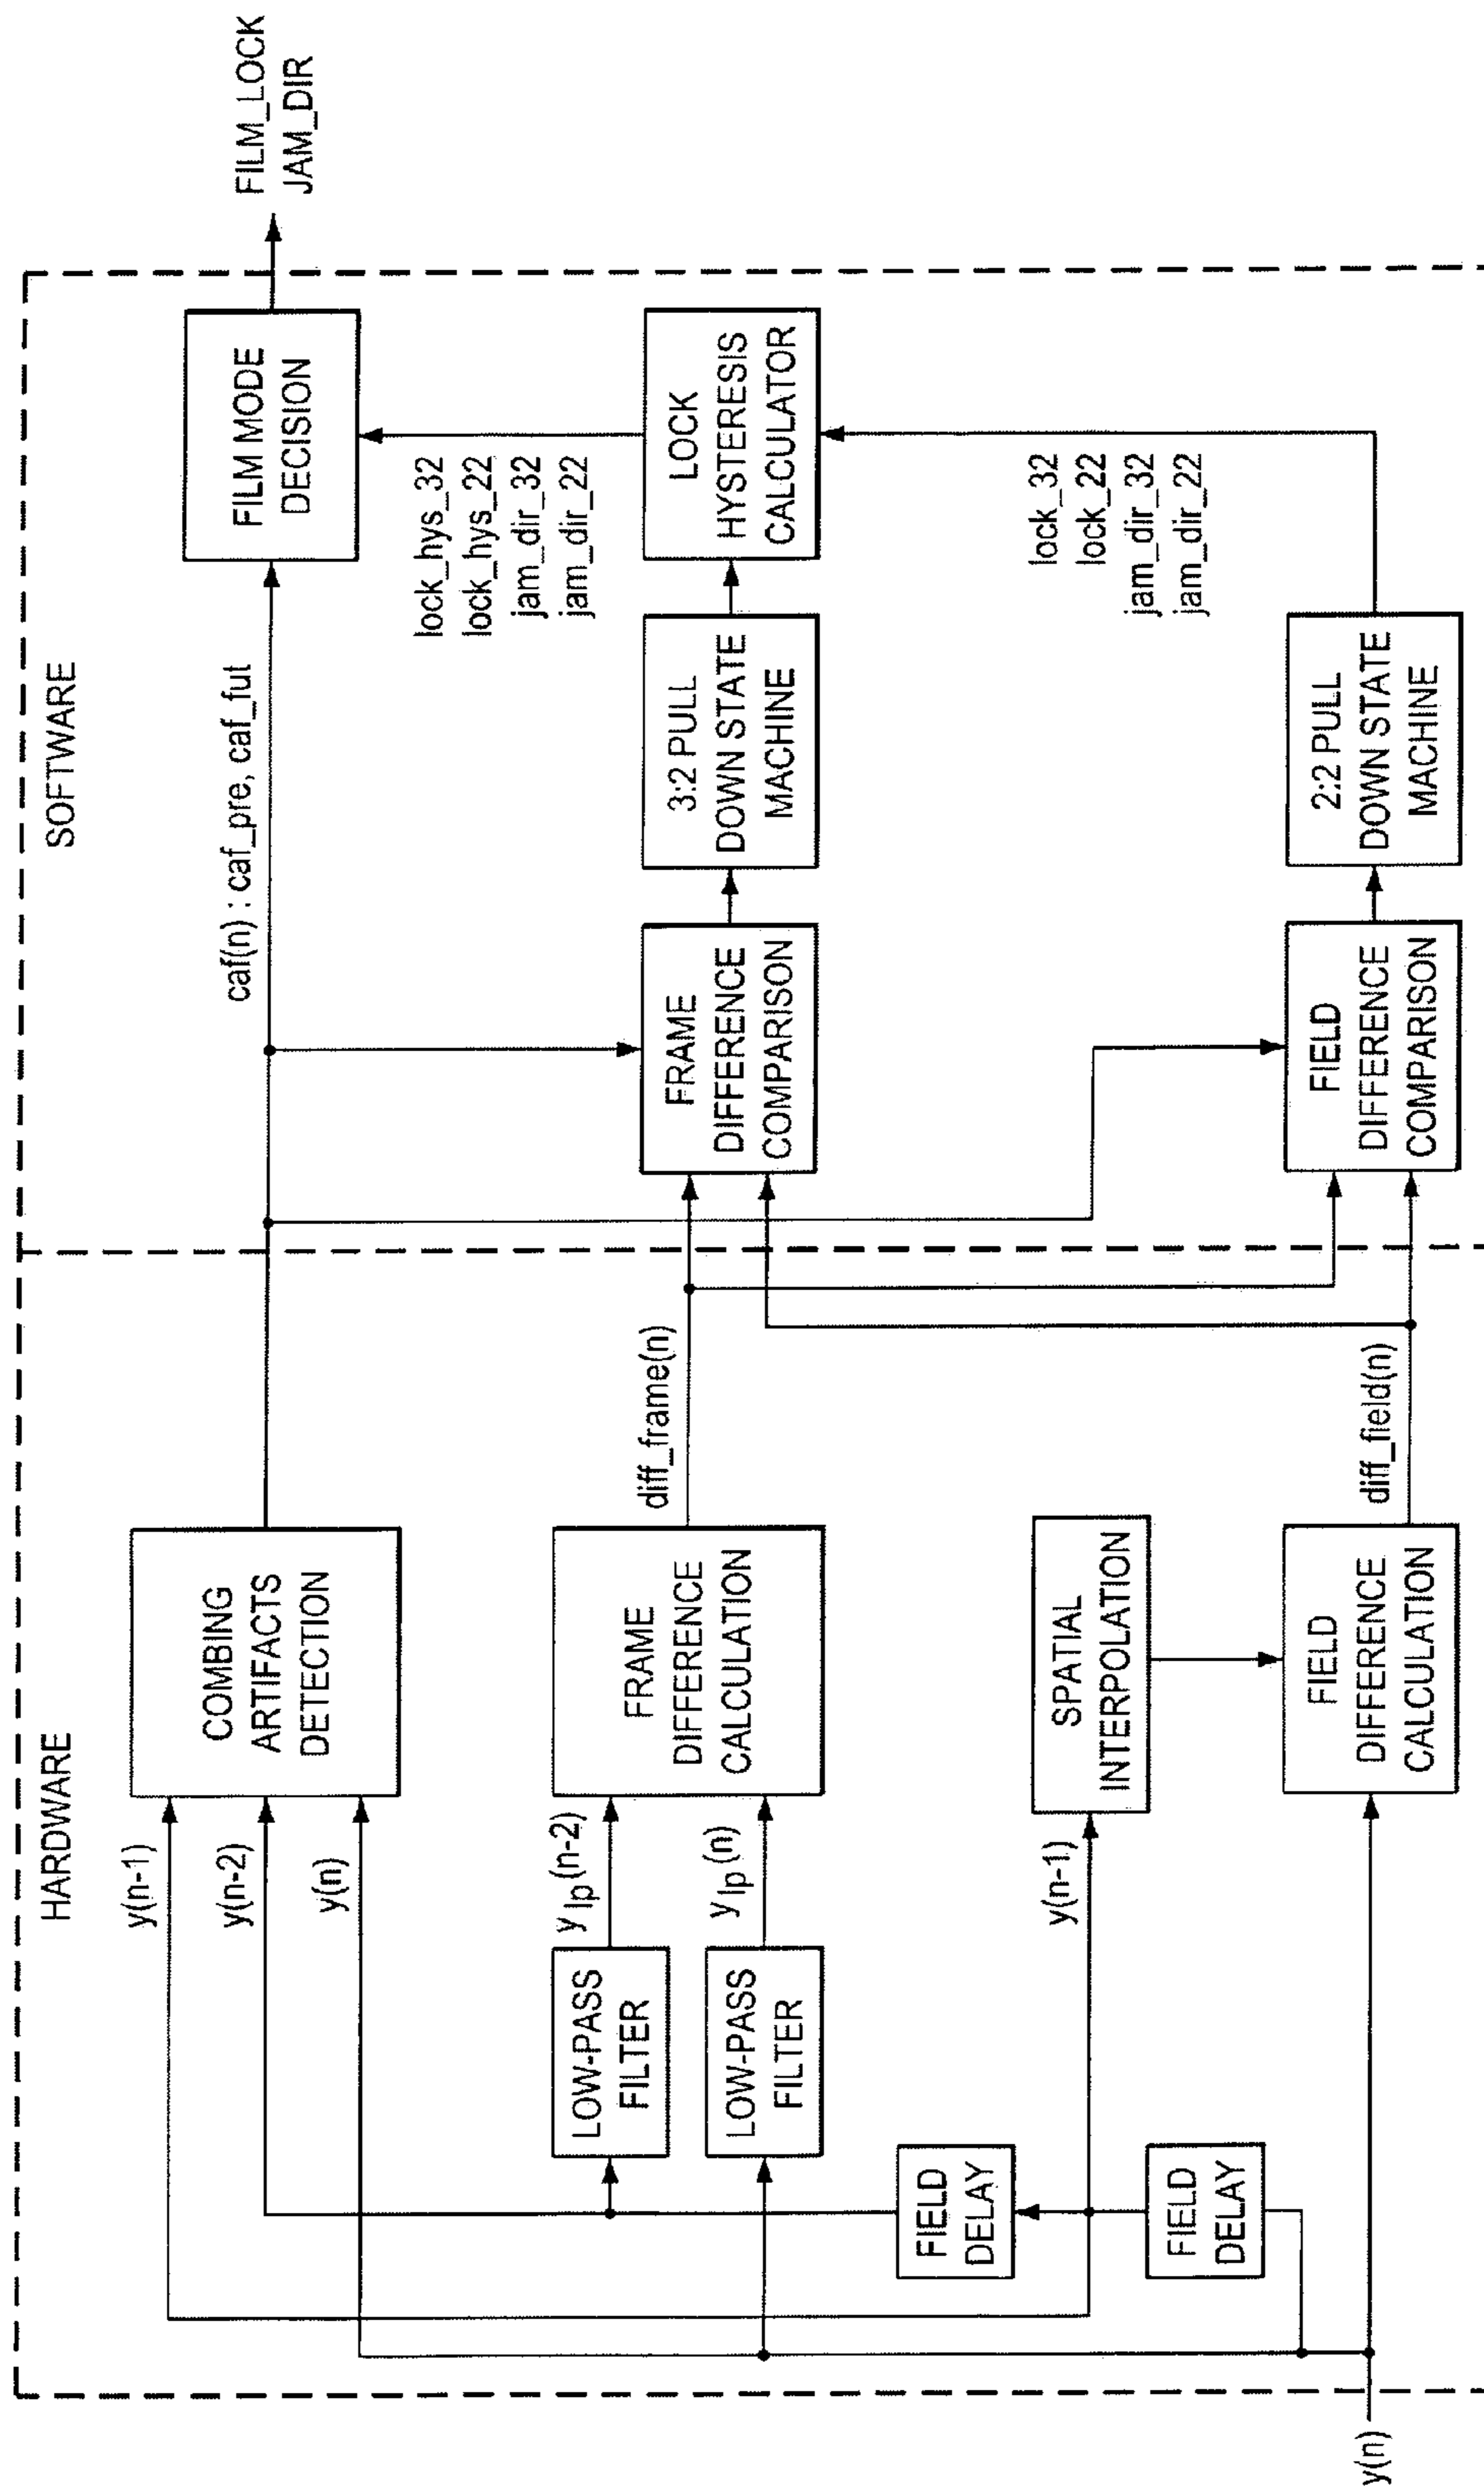 HARDWARE
SOFTWARE
y(n-1)
y(n-2)
y(n)
COMBING
ARTIFACTS
DETECTION
caf(n) : caf_pre, caf_fut
FILM MODE
DECISION
FILM_LOCK
JAM_DIR
LOW-PASS
FILTER
y lp (n-2)
LOW-PASS
FILTER
y lp (n)
FRAME
DIFFERENCE
CALCULATION
diff_frame(n)
FRAME
DIFFERENCE
COMPARISON
3:2 PULL
DOWN STATE
MACHINE
LOCK
HYSTERESIS
CALCULATOR
lock_hys_32
lock_hys_22
jam_dir_32
jam_dir_22
FIELD
DELAY
FIELD
DELAY
y(n-1)
SPATIAL
INTERPOLATION
lock_32
lock_22
jam_dir_32
jam_dir_22
y(n)
FIELD
DIFFERENCE
CALCULATION
diff_field(n)
FIELD
DIFFERENCE
COMPARISON
2:2 PULL
DOWN STATE
MACHINE